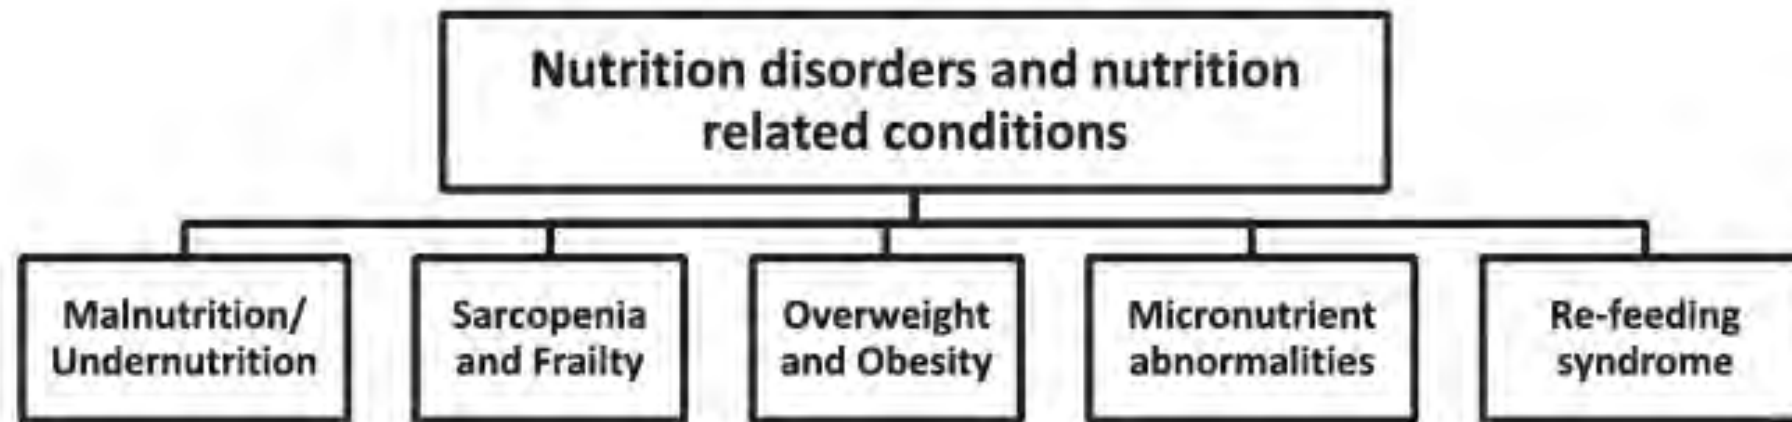 Nutrition disorders and nutrition
related conditions
Malnutrition/
Undernutrition
Sarcopenia
and Frailty
Overweight
and Obesity
Micronutrient
abnormalities
Re-feeding
syndrome